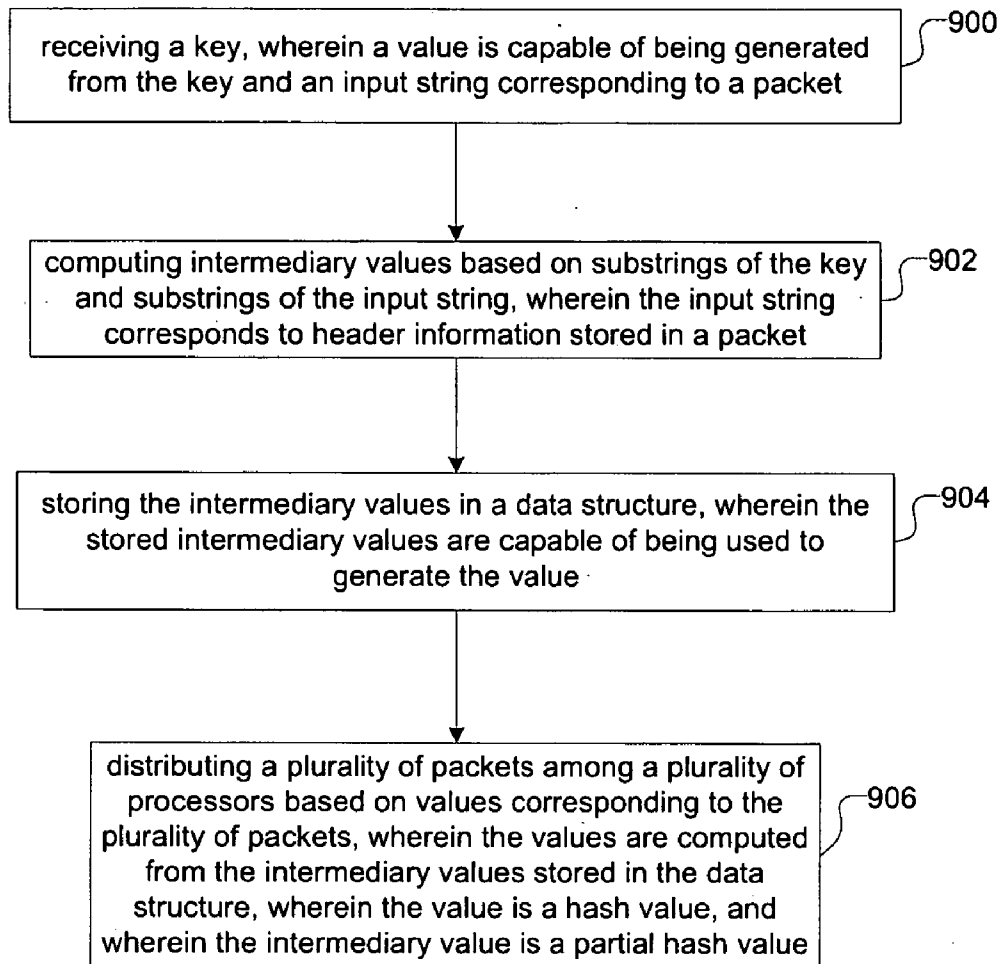 receiving a key, wherein a value is capable of being generated
from the key and an input string corresponding to a packet
900
computing intermediary values based on substrings of the key
and substrings of the input string, wherein the input string
corresponds to header information stored in a packet
902
storing the intermediary values in a data structure, wherein the
stored intermediary values are capable of being used to
generate the value
904
distributing a plurality of packets among a plurality of
processors based on values corresponding to the
plurality of packets, wherein the values are computed
from the intermediary values stored in the data
structure, wherein the value is a hash value, and
wherein the intermediary value is a partial hash value
906